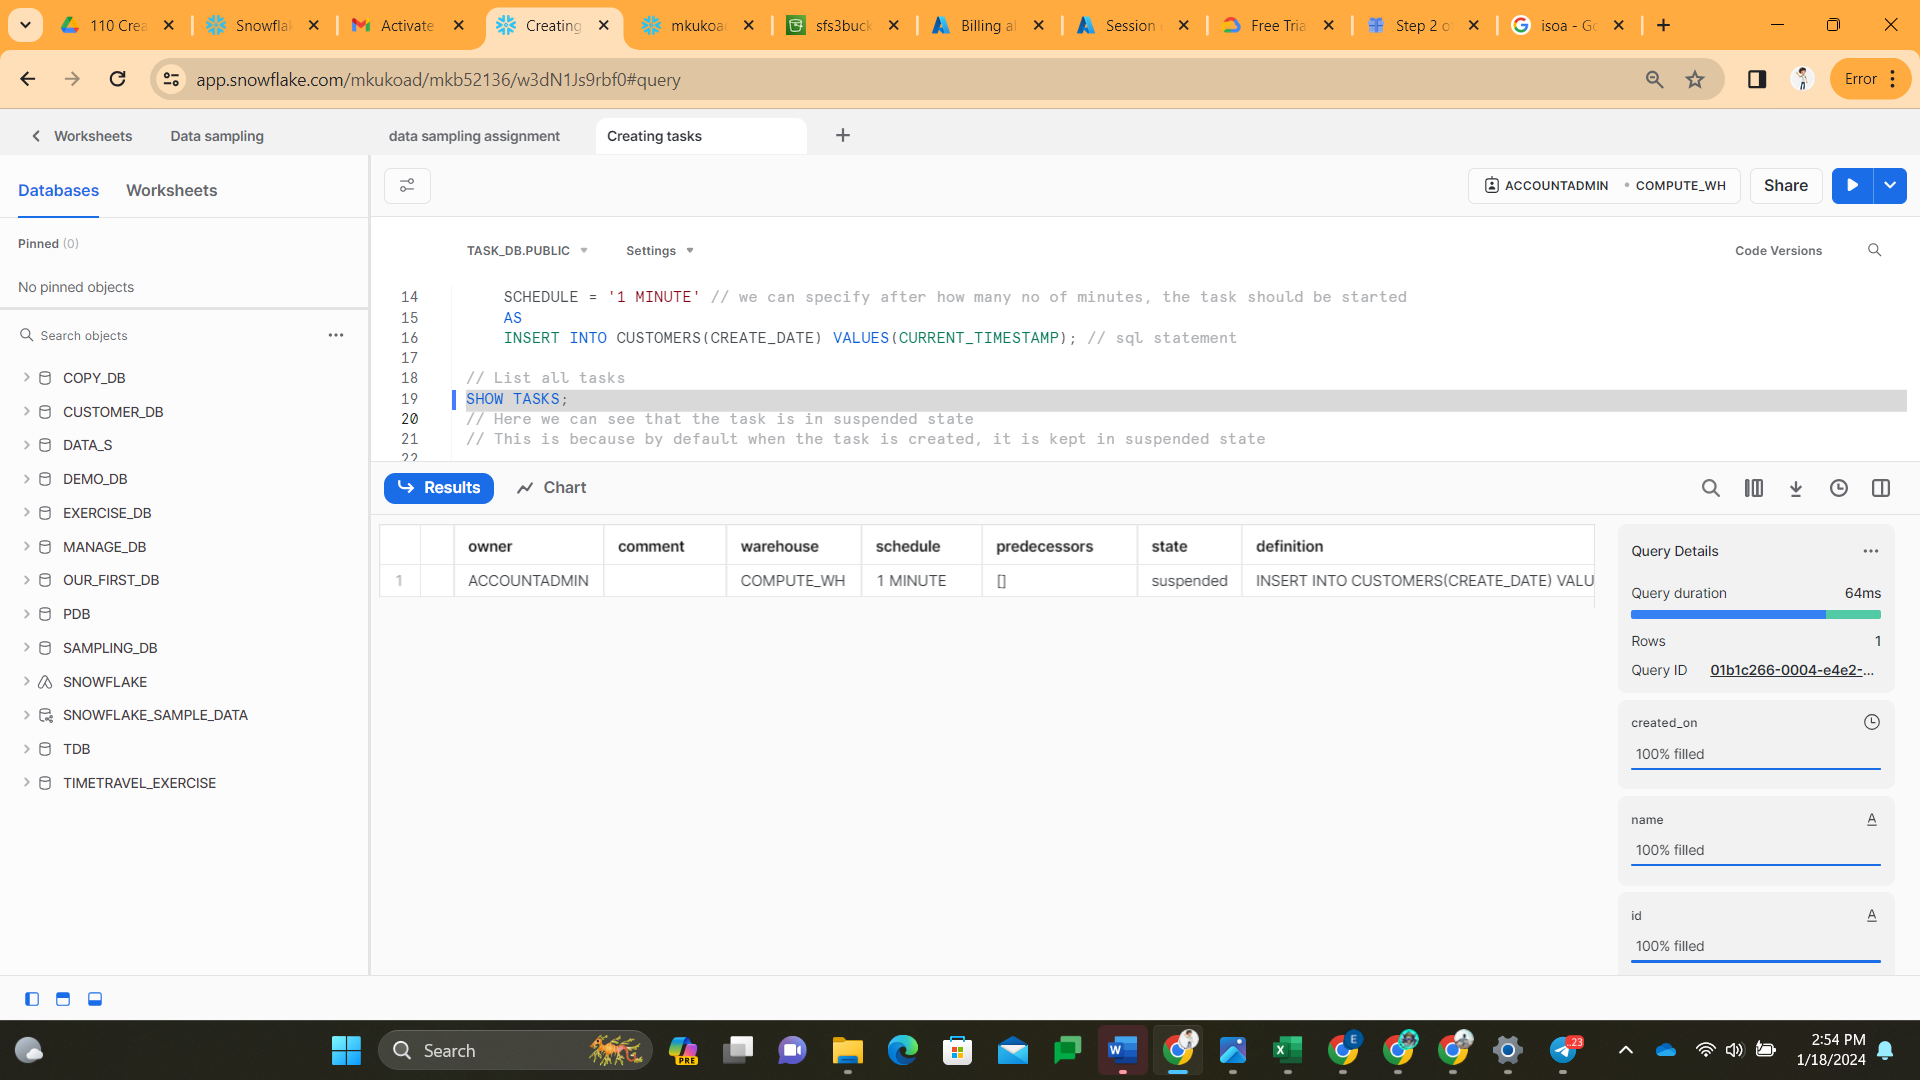 110 Crea
Snowflak
Activate
Creating
mkukoad
sfs3buck
Billing al
Session
Free Tria
Step 2 o
isoa - Go
app.snowflake.com/mkukoad/mkb52136/w3dN1Js9rbf0#query
Error
Worksheets
Data sampling
data sampling assignment
Creating tasks
Databases
Worksheets
ACCOUNTADMIN
COMPUTE_WH
Share
Pinned (0)
No pinned objects
TASK_DB.PUBLIC
Settings
Code Versions
14 SCHEDULE = '1 MINUTE' // we can specify after how many no of minutes, the task should be started
15 AS
16 INSERT INTO CUSTOMERS(CREATE_DATE) VALUES(CURRENT_TIMESTAMP); // sql statement
17
18 // List all tasks
19 SHOW TASKS;
20 // Here we can see that the task is in suspended state
21 // This is because by default when the task is created, it is kept in suspended state
22
Search objects
COPY_DB
CUSTOMER_DB
DATA_S
DEMO_DB
EXERCISE_DB
MANAGE_DB
OUR_FIRST_DB
PDB
SAMPLING_DB
SNOWFLAKE
SNOWFLAKE_SAMPLE_DATA
TDB
TIMETRAVEL_EXERCISE
Results
Chart
owner comment warehouse schedule predecessors state definition
1 ACCOUNTADMIN COMPUTE_WH 1 MINUTE [] suspended INSERT INTO CUSTOMERS(CREATE_DATE) VALU
Query Details
Query duration 64ms
Rows 1
Query ID 01b1c266-0004-e4e2-...
created_on
100% filled
name
A
100% filled
id
A
100% filled
Search
PRE
W
X
E
.23
2:54 PM
1/18/2024